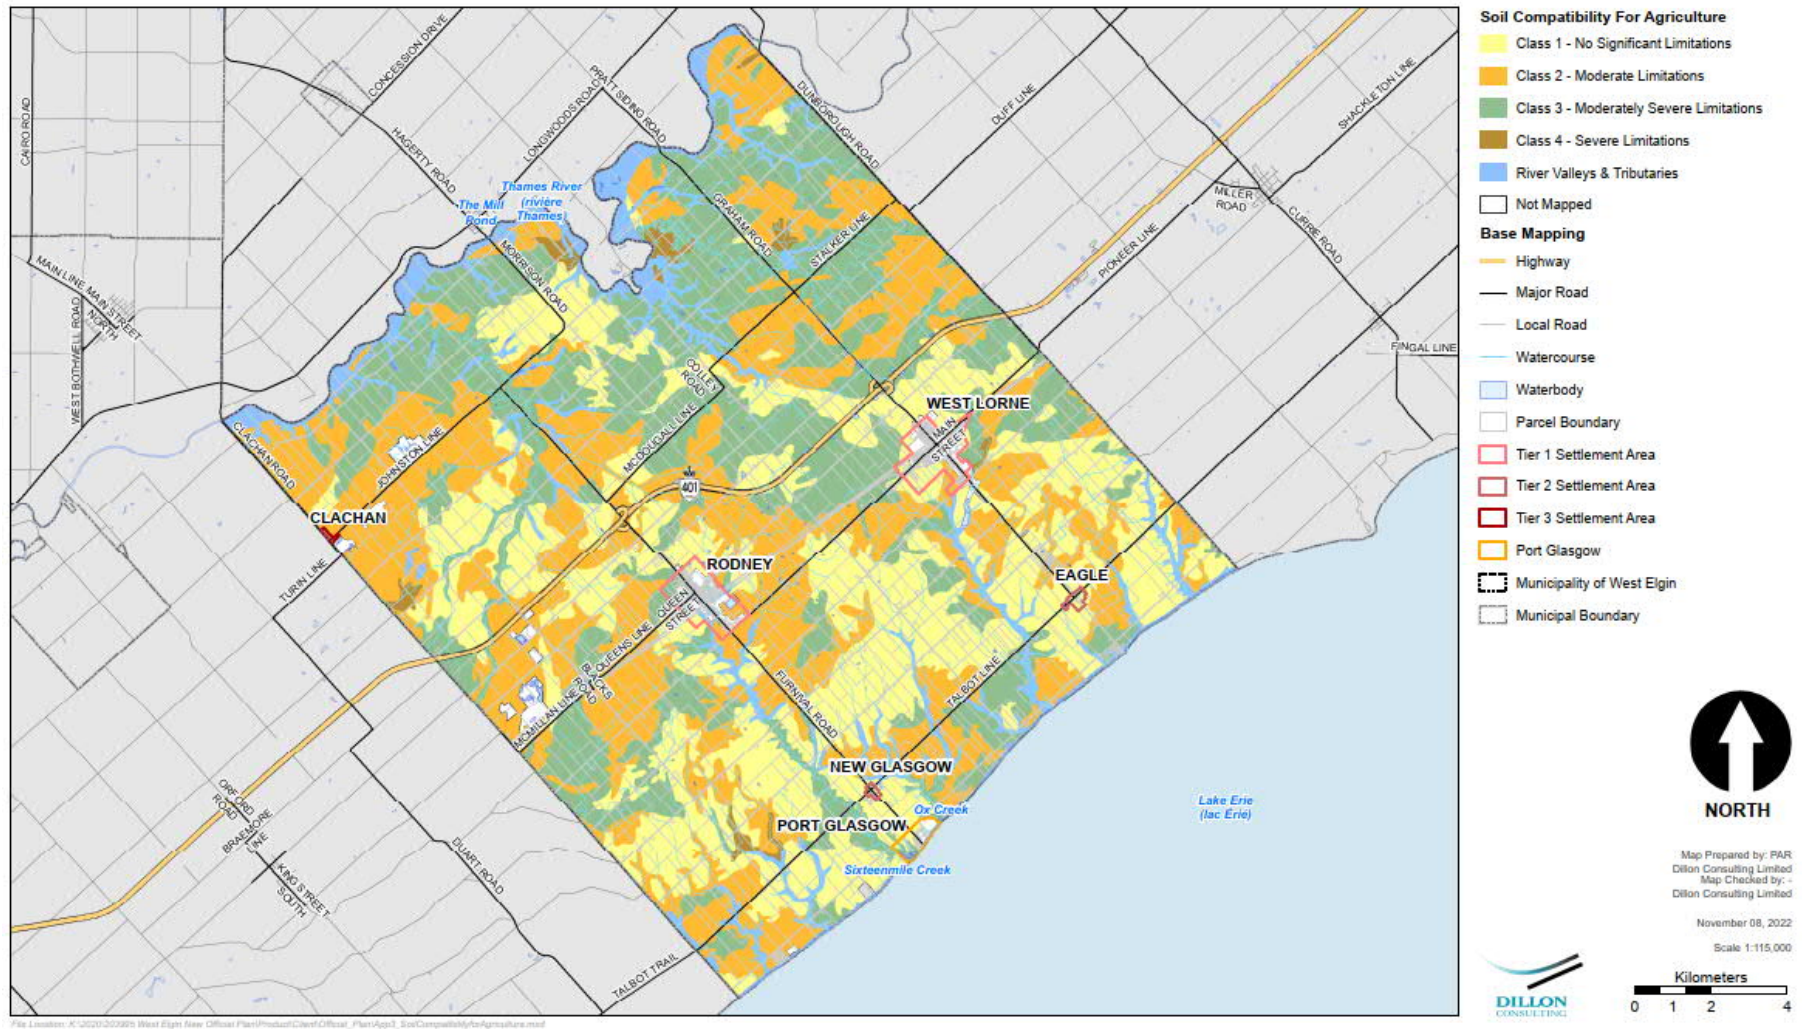 CAIRO ROAD
CONCESSION DRIVE
HAGERTY ROAD
LONGWOODS ROAD
PRATT SIDING ROAD
DUNBOROUGH ROAD
DUFF LINE
SHACKLETON LINE
MILLER
ROAD
CURRIE ROAD
PIONEER LINE
FINGAL LINE
Thames River
(rivière
Thames)
The Mill
Pond
GRAHAM ROAD
STALKER LINE
MORRISON ROAD
MAIN LINE MAIN STREET
NORTH
WEST BOTHWELL ROAD
COLLEY
ROAD
MCDOUGALL LINE
WEST LORNE
MAIN
STREET
CLACHAN ROAD
JOHNSTON LINE
401
CLACHAN
TURIN LINE
RODNEY
QUEEN
STREET
EAGLE
QUEENS LINE
BLACKS
ROAD
MCMILLAN LINE
FURNIVAL ROAD
TALBOT LINE
NEW GLASGOW
Ox Creek
PORT GLASGOW
Sixteenmile Creek
Lake Erie
(lac Erie)
ORFORD
ROAD
BRAEMORE
LINE
KING STREET
SOUTH
DUART ROAD
TALBOT TRAIL
Soil Compatibility For Agriculture
Class 1 - No Significant Limitations
Class 2 - Moderate Limitations
Class 3 - Moderately Severe Limitations
Class 4 - Severe Limitations
River Valleys & Tributaries
Not Mapped
Base Mapping
Highway
Major Road
Local Road
Watercourse
Waterbody
Parcel Boundary
Tier 1 Settlement Area
Tier 2 Settlement Area
Tier 3 Settlement Area
Port Glasgow
Municipality of West Elgin
Municipal Boundary
NORTH
Map Prepared by: PAR
Dillon Consulting Limited
Map Checked by: -
Dillon Consulting Limited
November 08, 2022
Scale 1:115,000
Kilometers
0 1 2 4
DILLON
CONSULTING